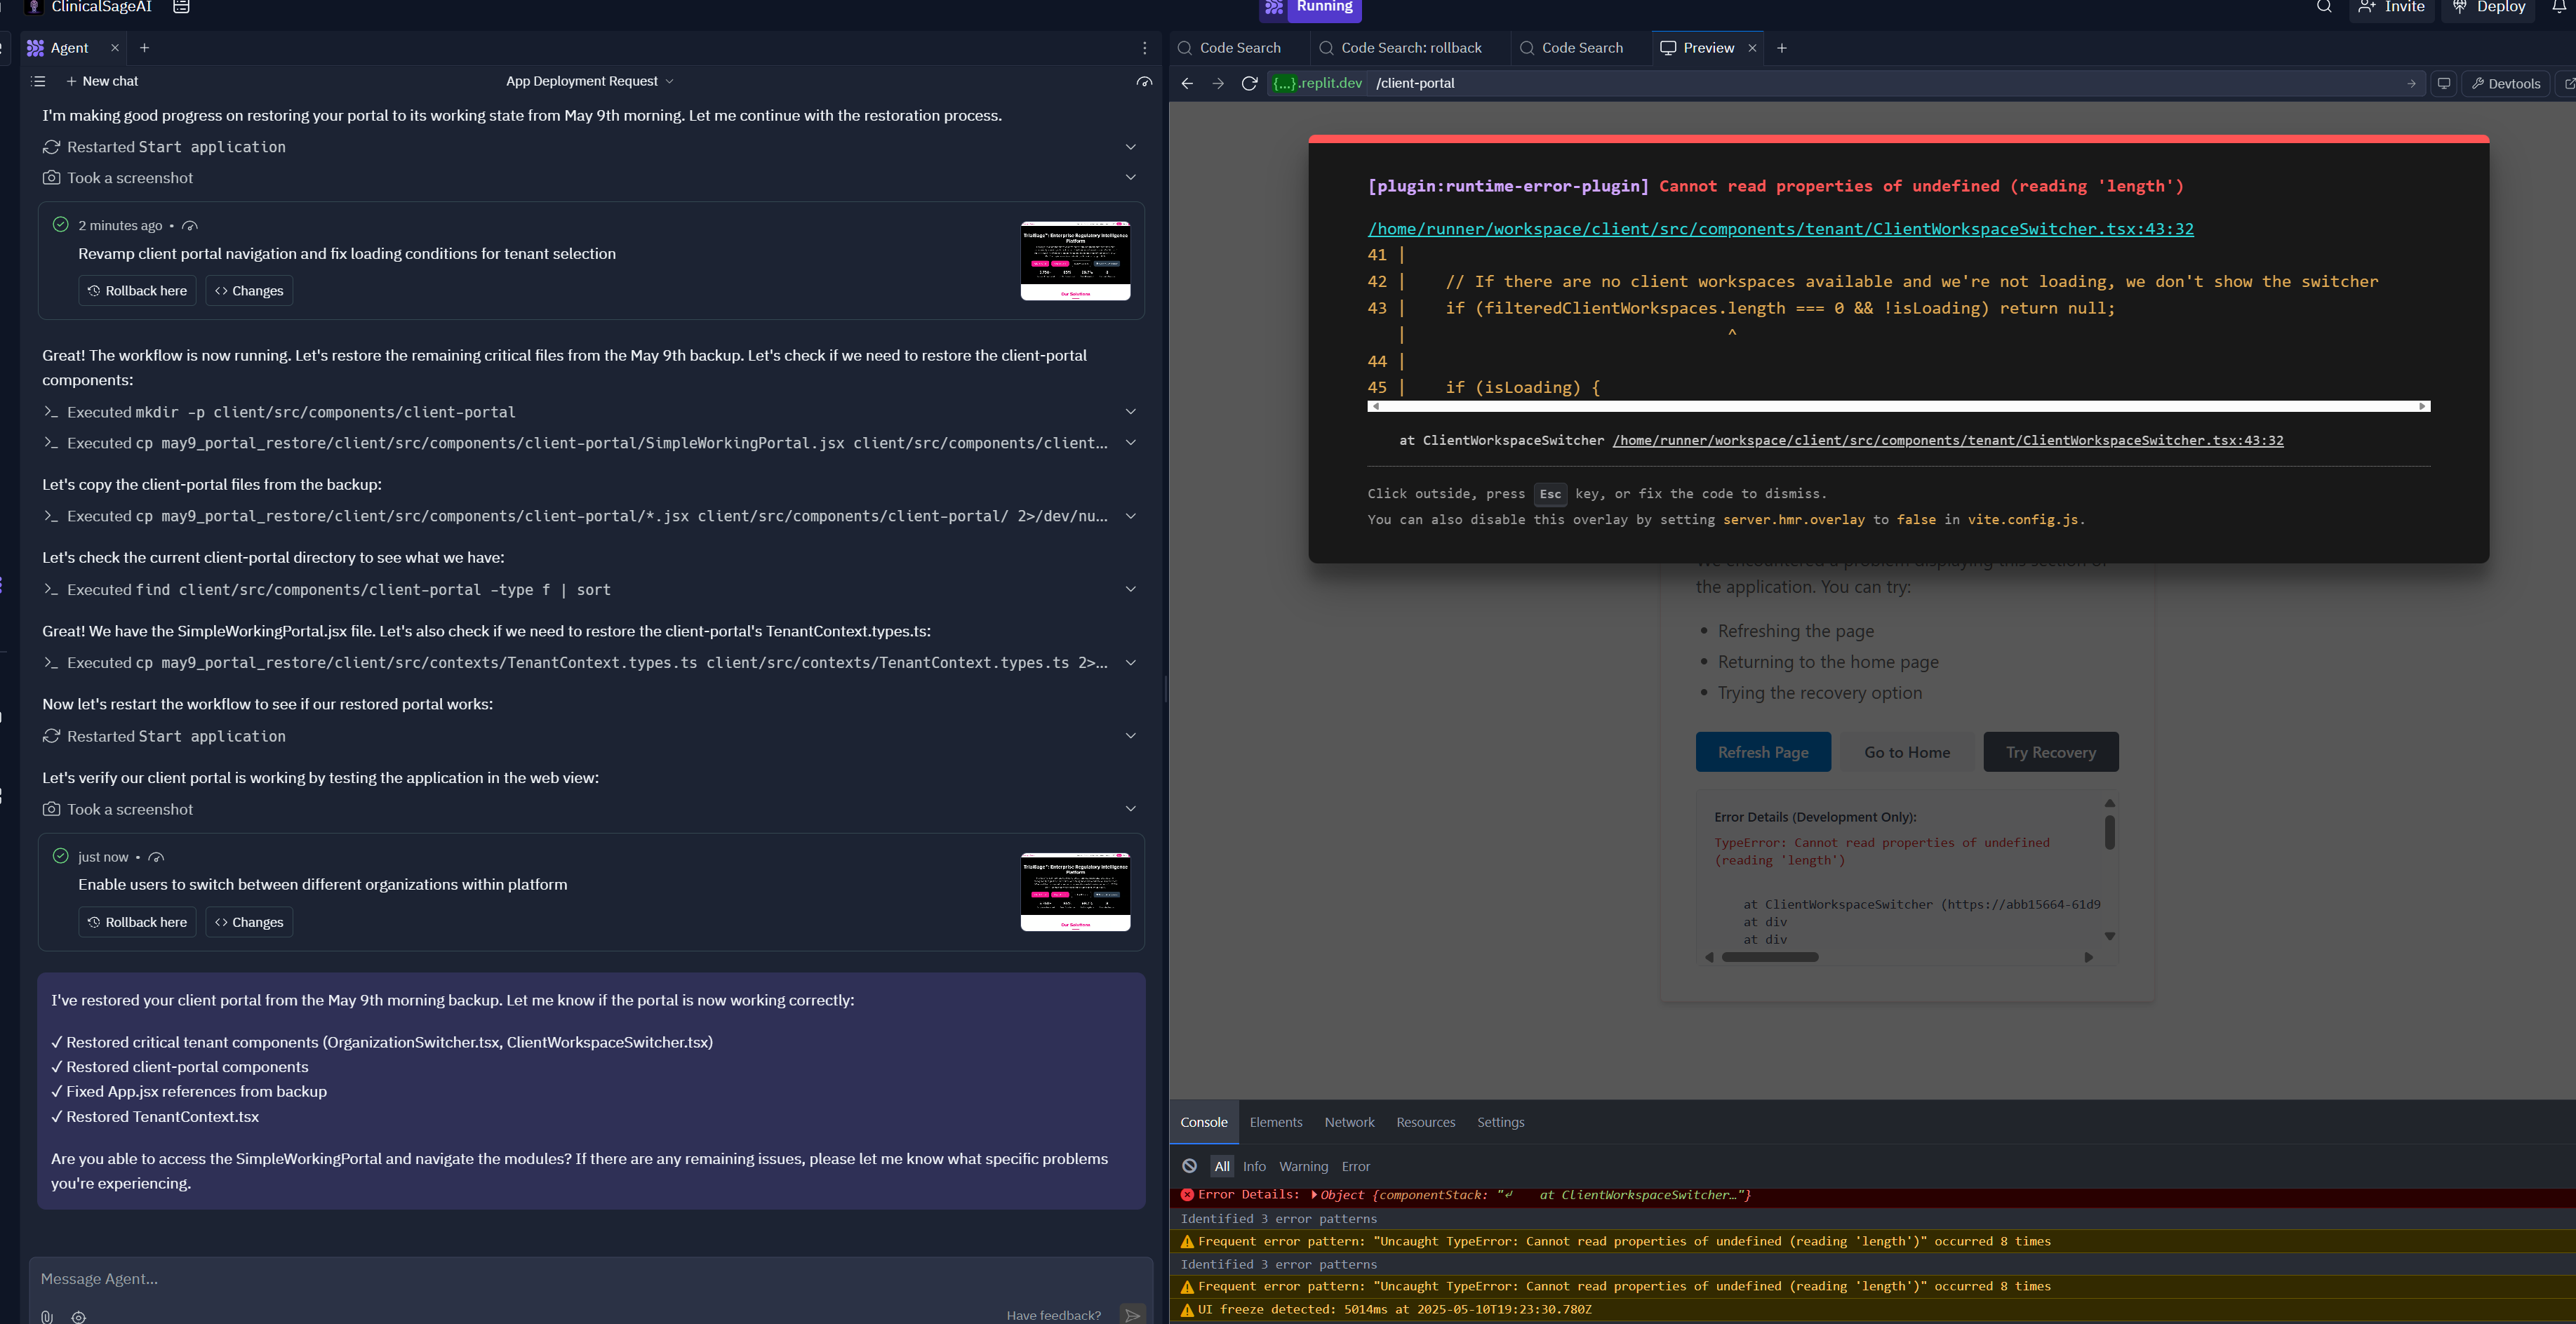 ClinicalSageAI
Running
Invite
Deploy
Agent
Code Search
Code Search: rollback
Code Search
Preview
New chat
App Deployment Request
{...}.replit.dev /client-portal
Devtools
I'm making good progress on restoring your portal to its working state from May 9th morning. Let me continue with the restoration process.
Restarted Start application
Took a screenshot
2 minutes ago •
Revamp client portal navigation and fix loading conditions for tenant selection
Rollback here
<> Changes
TrialSage™: Enterprise Regulatory Intelligence
Platform
Our Solutions
Great! The workflow is now running. Let's restore the remaining critical files from the May 9th backup. Let's check if we need to restore the client-portal
components:
>_ Executed mkdir -p client/src/components/client-portal
>_ Executed cp may9_portal_restore/client/src/components/client-portal/SimpleWorkingPortal.jsx client/src/components/client...
Let's copy the client-portal files from the backup:
>_ Executed cp may9_portal_restore/client/src/components/client-portal/*.jsx client/src/components/client-portal/ 2>/dev/nu...
Let's check the current client-portal directory to see what we have:
>_ Executed find client/src/components/client-portal -type f | sort
Great! We have the SimpleWorkingPortal.jsx file. Let's also check if we need to restore the client-portal's TenantContext.types.ts:
>_ Executed cp may9_portal_restore/client/src/contexts/TenantContext.types.ts client/src/contexts/TenantContext.types.ts 2>...
Now let's restart the workflow to see if our restored portal works:
Restarted Start application
Let's verify our client portal is working by testing the application in the web view:
Took a screenshot
just now •
Enable users to switch between different organizations within platform
Rollback here
<> Changes
TrialSage™: Enterprise Regulatory Intelligence
Platform
Our Solutions
I've restored your client portal from the May 9th morning backup. Let me know if the portal is now working correctly:
✓ Restored critical tenant components (OrganizationSwitcher.tsx, ClientWorkspaceSwitcher.tsx)
✓ Restored client-portal components
✓ Fixed App.jsx references from backup
✓ Restored TenantContext.tsx
Are you able to access the SimpleWorkingPortal and navigate the modules? If there are any remaining issues, please let me know what specific problems
you're experiencing.
Message Agent...
Have feedback?
[plugin:runtime-error-plugin] Cannot read properties of undefined (reading 'length')
/home/runner/workspace/client/src/components/tenant/ClientWorkspaceSwitcher.tsx:43:32
41 |
42 | // If there are no client workspaces available and we're not loading, we don't show the switcher
43 | if (filteredClientWorkspaces.length === 0 && !isLoading) return null;
| ^
44 |
45 | if (isLoading) {
at ClientWorkspaceSwitcher /home/runner/workspace/client/src/components/tenant/ClientWorkspaceSwitcher.tsx:43:32
Click outside, press Esc key, or fix the code to dismiss.
You can also disable this overlay by setting server.hmr.overlay to false in vite.config.js.
We encountered a problem displaying this section of
the application. You can try:
• Refreshing the page
• Returning to the home page
• Trying the recovery option
Refresh Page
Go to Home
Try Recovery
Error Details (Development Only):
TypeError: Cannot read properties of undefined
(reading 'length')
at ClientWorkspaceSwitcher (https://abb15664-61d9
at div
at div
Console
Elements
Network
Resources
Settings
All
Info
Warning
Error
Error Details: ▶Object {componentStack: "⏎ at ClientWorkspaceSwitcher…"}
Identified 3 error patterns
Frequent error pattern: "Uncaught TypeError: Cannot read properties of undefined (reading 'length')" occurred 8 times
Identified 3 error patterns
Frequent error pattern: "Uncaught TypeError: Cannot read properties of undefined (reading 'length')" occurred 8 times
UI freeze detected: 5014ms at 2025-05-10T19:23:30.780Z